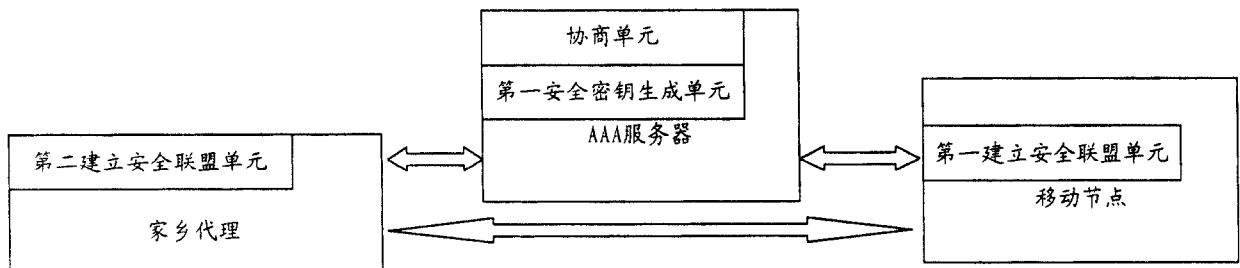 协商单元
第一安全密钥生成单元
AAA服务器
第二建立安全联盟单元
家乡代理
第一建立安全联盟单元
移动节点